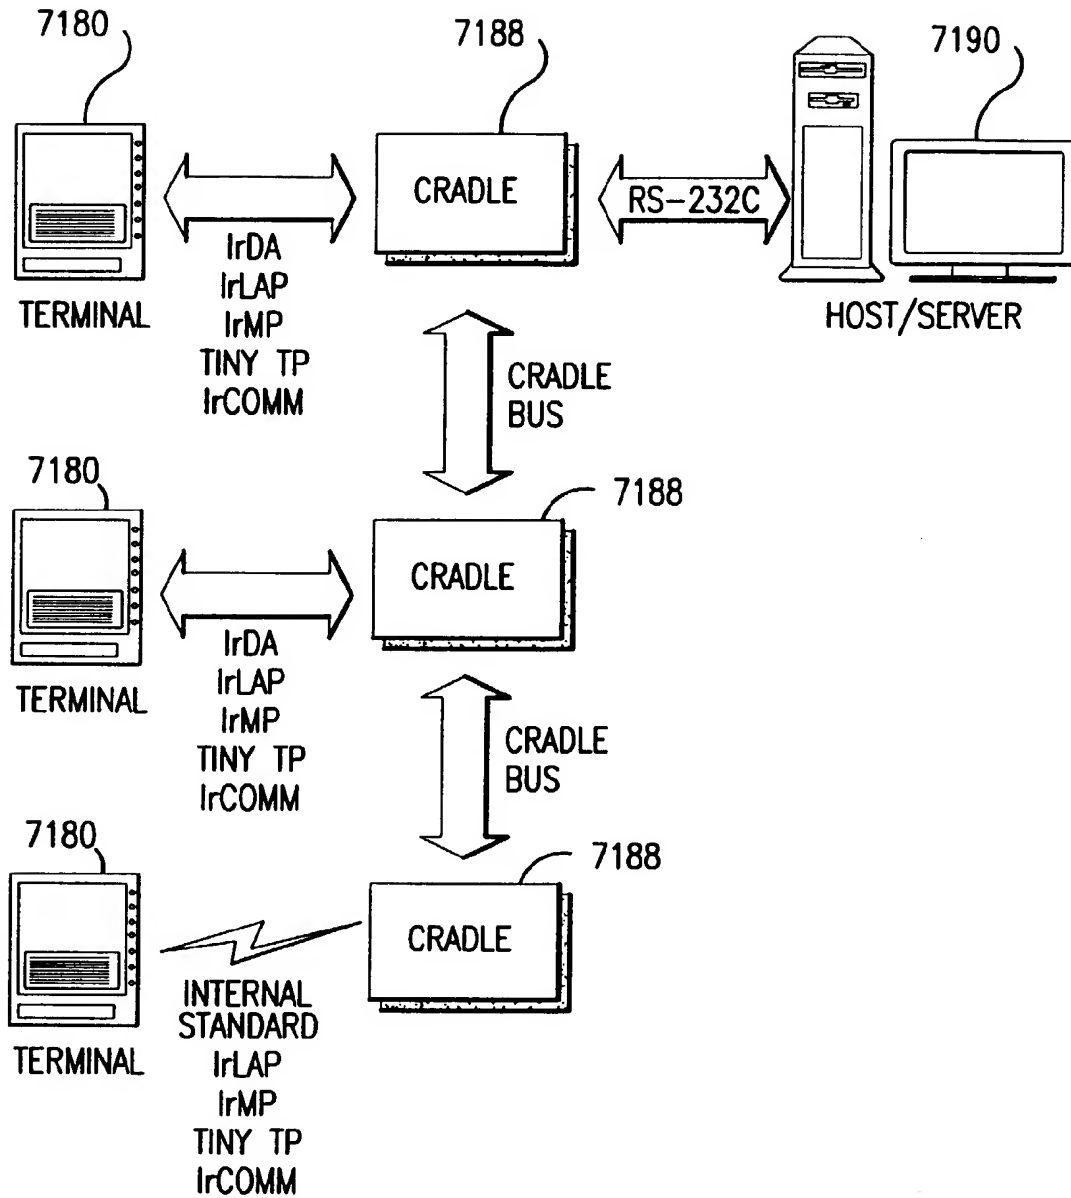 7180
7188
7190
CRADLE
RS-232C
IrDA
IrLAP
IrMP
TINY TP
IrCOMM
TERMINAL
HOST/SERVER
CRADLE
BUS
7180
7188
CRADLE
IrDA
IrLAP
IrMP
TINY TP
IrCOMM
TERMINAL
CRADLE
BUS
7180
7188
CRADLE
INTERNAL
STANDARD
IrLAP
IrMP
TINY TP
IrCOMM
TERMINAL